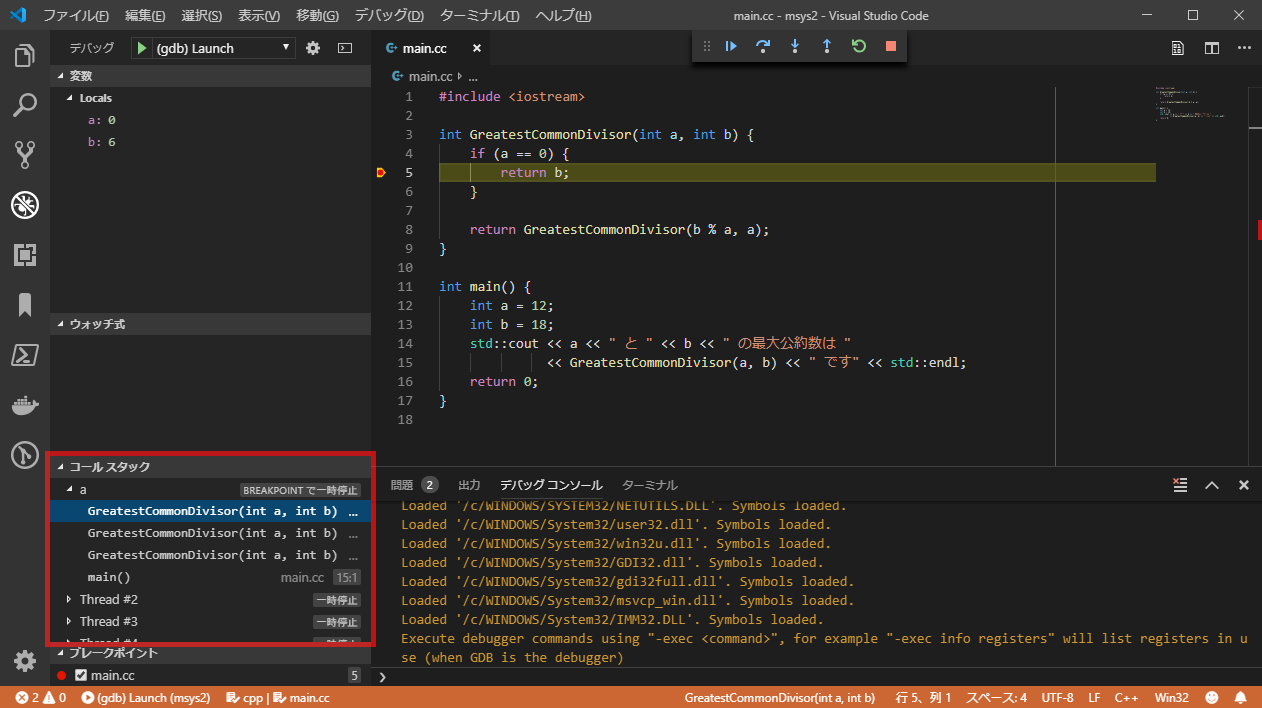 ファイル(F) 編集(E) 選択(S) 表示(V) 移動(G) デバッグ(D) ターミナル(T) ヘルプ(H) main.cc - msys2 - Visual Studio Code
デバッグ (gdb) Launch
変数
Locals
a: 0
b: 6
ウォッチ式
コール スタック
a BREAKPOINT で一時停止
GreatestCommonDivisor(int a, int b) ...
GreatestCommonDivisor(int a, int b) ...
GreatestCommonDivisor(int a, int b) ...
main() main.cc 15:1
Thread #2 一時停止
Thread #3 一時停止
Thread #4 一時停止
ブレークポイント
main.cc 5
main.cc
main.cc ...
1 #include <iostream>
2
3 int GreatestCommonDivisor(int a, int b) {
4 if (a == 0) {
5 return b;
6 }
7
8 return GreatestCommonDivisor(b % a, a);
9 }
10
11 int main() {
12 int a = 12;
13 int b = 18;
14 std::cout << a << " と " << b << " の最大公約数は "
15 << GreatestCommonDivisor(a, b) << " です" << std::endl;
16 return 0;
17 }
18
問題 2 出力 デバッグ コンソール ターミナル
Loaded '/c/WINDOWS/SYSTEM32/NETUTILS.DLL'. Symbols loaded.
Loaded '/c/WINDOWS/System32/user32.dll'. Symbols loaded.
Loaded '/c/WINDOWS/System32/win32u.dll'. Symbols loaded.
Loaded '/c/WINDOWS/System32/GDI32.dll'. Symbols loaded.
Loaded '/c/WINDOWS/System32/gdi32full.dll'. Symbols loaded.
Loaded '/c/WINDOWS/System32/msvcp_win.dll'. Symbols loaded.
Loaded '/c/WINDOWS/System32/IMM32.DLL'. Symbols loaded.
Execute debugger commands using "-exec <command>", for example "-exec info registers" will list registers in u
se (when GDB is the debugger)
2 0 (gdb) Launch (msys2) cpp | main.cc GreatestCommonDivisor(int a, int b) 行 5、列 1 スペース: 4 UTF-8 LF C++ Win32